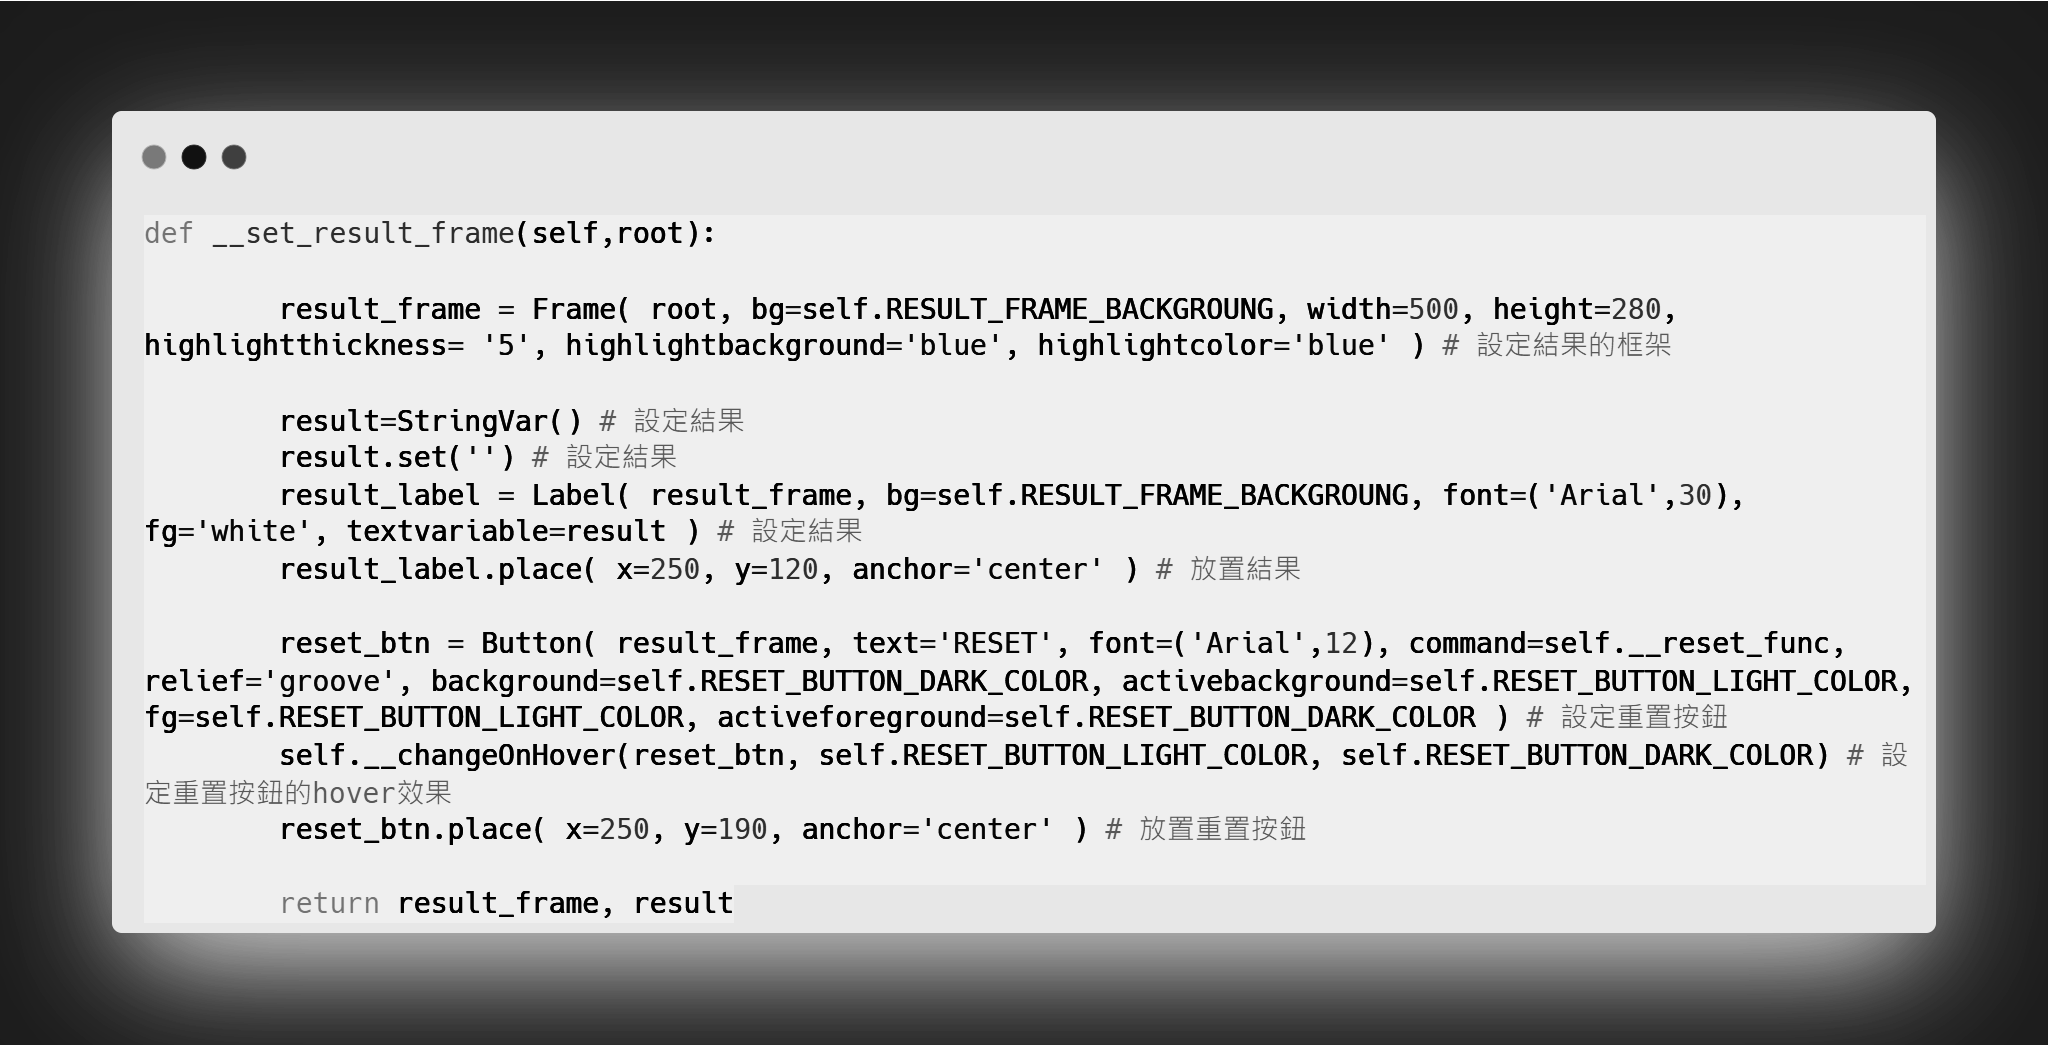 def __set_result_frame(self,root):
        result_frame = Frame( root, bg=self.RESULT_FRAME_BACKGROUNG, width=500, height=280,
highlightthickness= '5', highlightbackground='blue', highlightcolor='blue' ) # 設定結果的框架
        result=StringVar() # 設定結果
        result.set('') # 設定結果
        result_label = Label( result_frame, bg=self.RESULT_FRAME_BACKGROUNG, font=('Arial',30),
fg='white', textvariable=result ) # 設定結果
        result_label.place( x=250, y=120, anchor='center' ) # 放置結果
        reset_btn = Button( result_frame, text='RESET', font=('Arial',12), command=self.__reset_func,
relief='groove', background=self.RESET_BUTTON_DARK_COLOR, activebackground=self.RESET_BUTTON_LIGHT_COLOR,
fg=self.RESET_BUTTON_LIGHT_COLOR, activeforeground=self.RESET_BUTTON_DARK_COLOR ) # 設定重置按鈕
        self.__changeOnHover(reset_btn, self.RESET_BUTTON_LIGHT_COLOR, self.RESET_BUTTON_DARK_COLOR) # 設
定重置按鈕的hover效果
        reset_btn.place( x=250, y=190, anchor='center' ) # 放置重置按鈕
        return result_frame, result